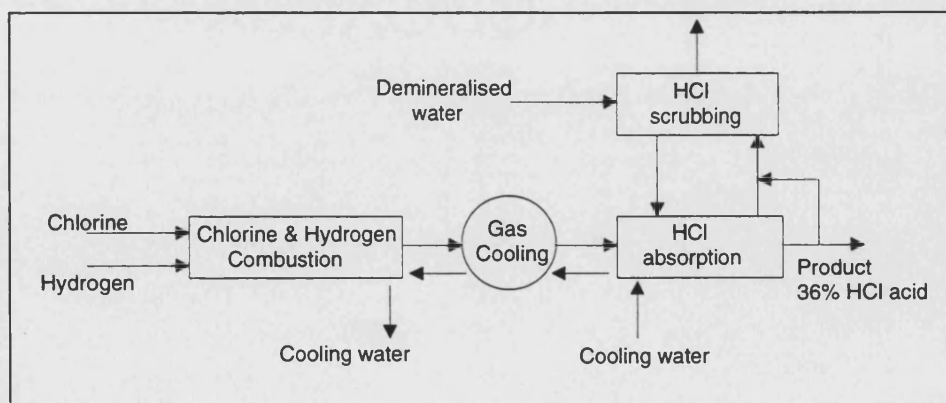 Demineralised
water
HCl
scrubbing
Chlorine
Hydrogen
Chlorine & Hydrogen
Combustion
Gas
Cooling
HCl
absorption
Product
36% HCl acid
Cooling water
Cooling water